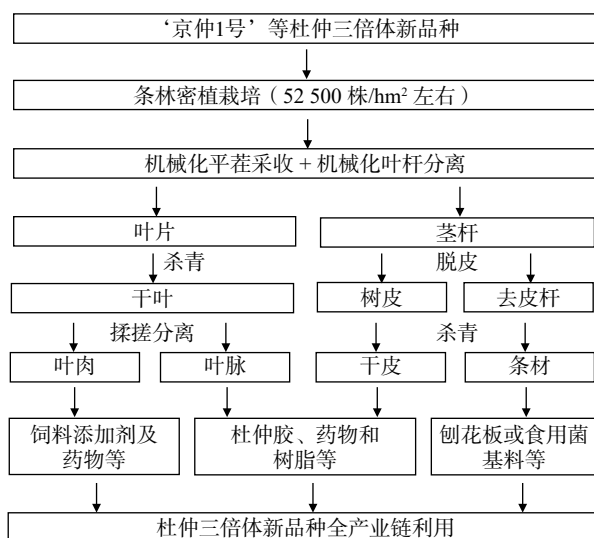 ‘京仲1号’等杜仲三倍体新品种
条林密植栽培（52 500 株/hm² 左右）
机械化平茬采收 + 机械化叶杆分离
叶片
茎杆
杀青
脱皮
干叶
树皮
去皮杆
揉搓分离
杀青
叶肉
叶脉
干皮
条材
饲料添加剂及
药物等
杜仲胶、药物和
树脂等
刨花板或食用菌
基料等
杜仲三倍体新品种全产业链利用